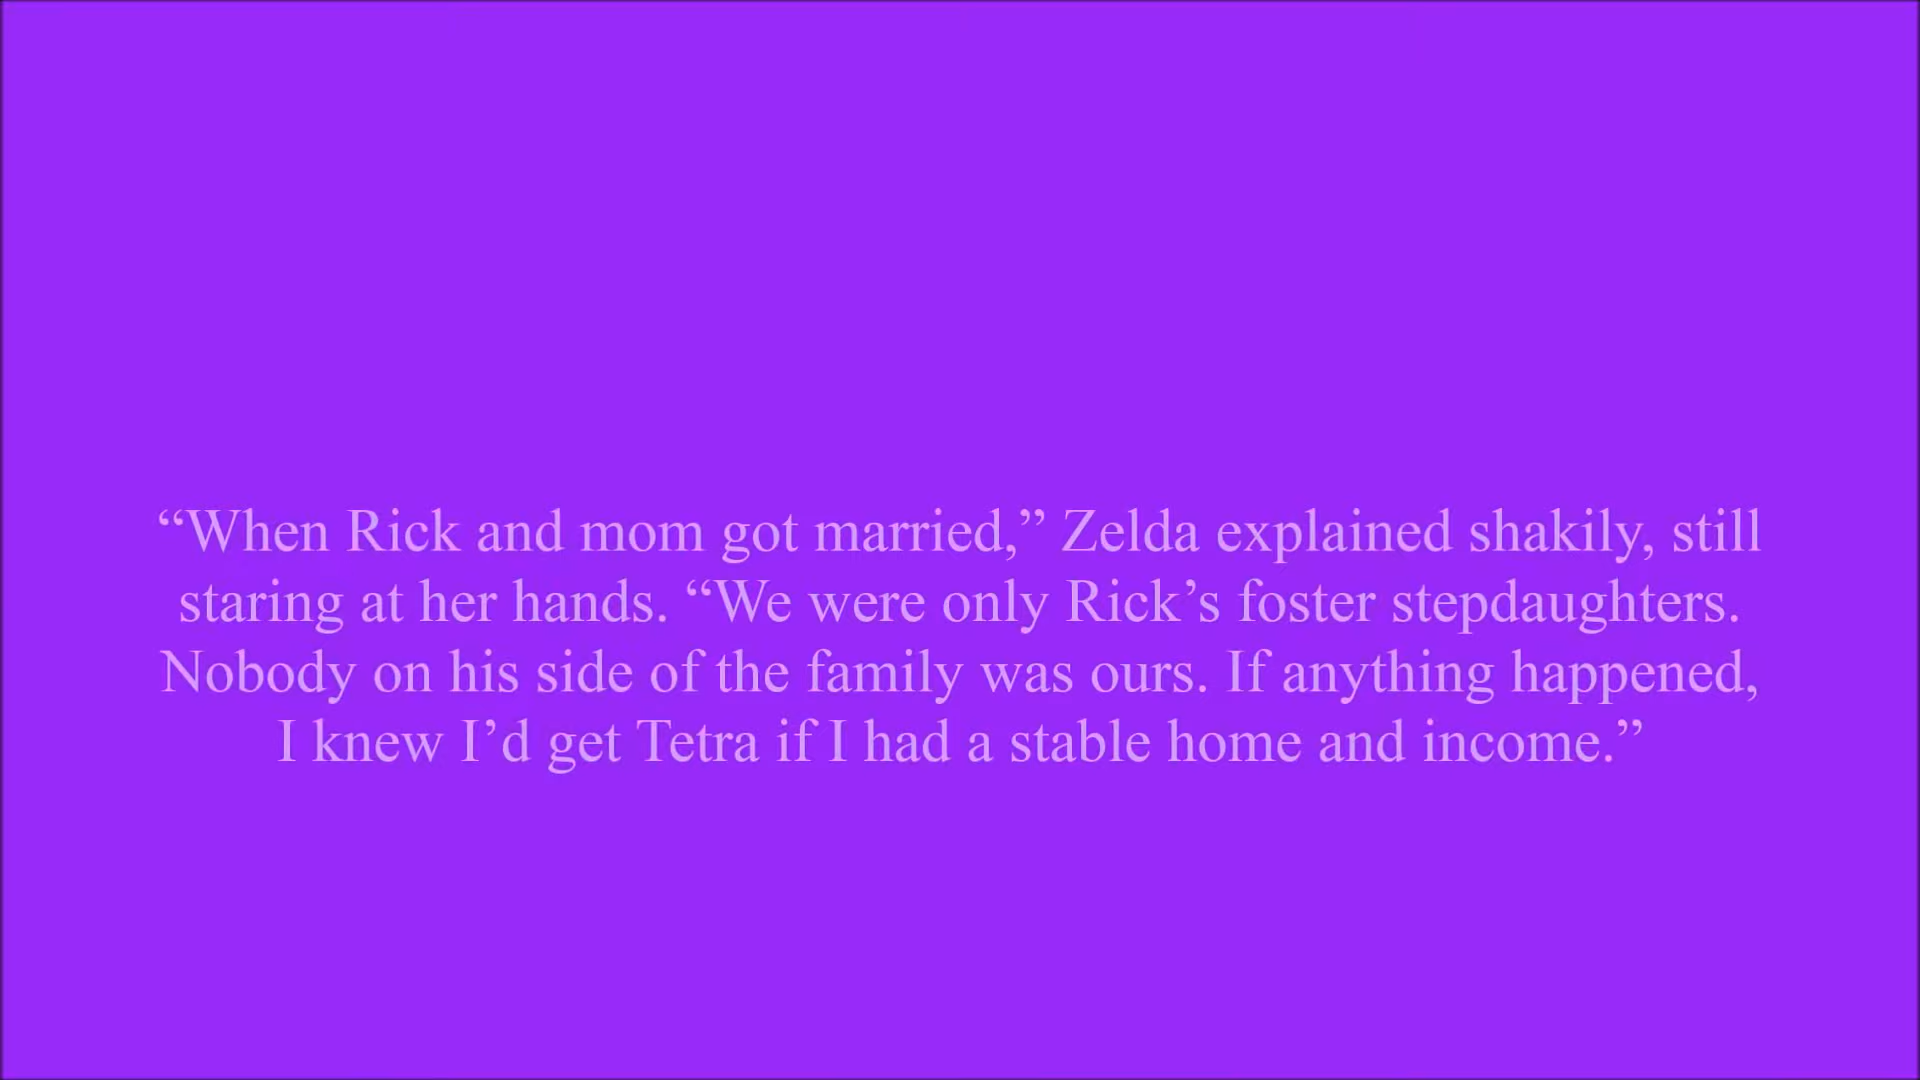 “When Rick and mom got married,” Zelda explained shakily, still
staring at her hands. “We were only Rick’s foster stepdaughters.
Nobody on his side of the family was ours. If anything happened,
I knew I’d get Tetra if I had a stable home and income.”